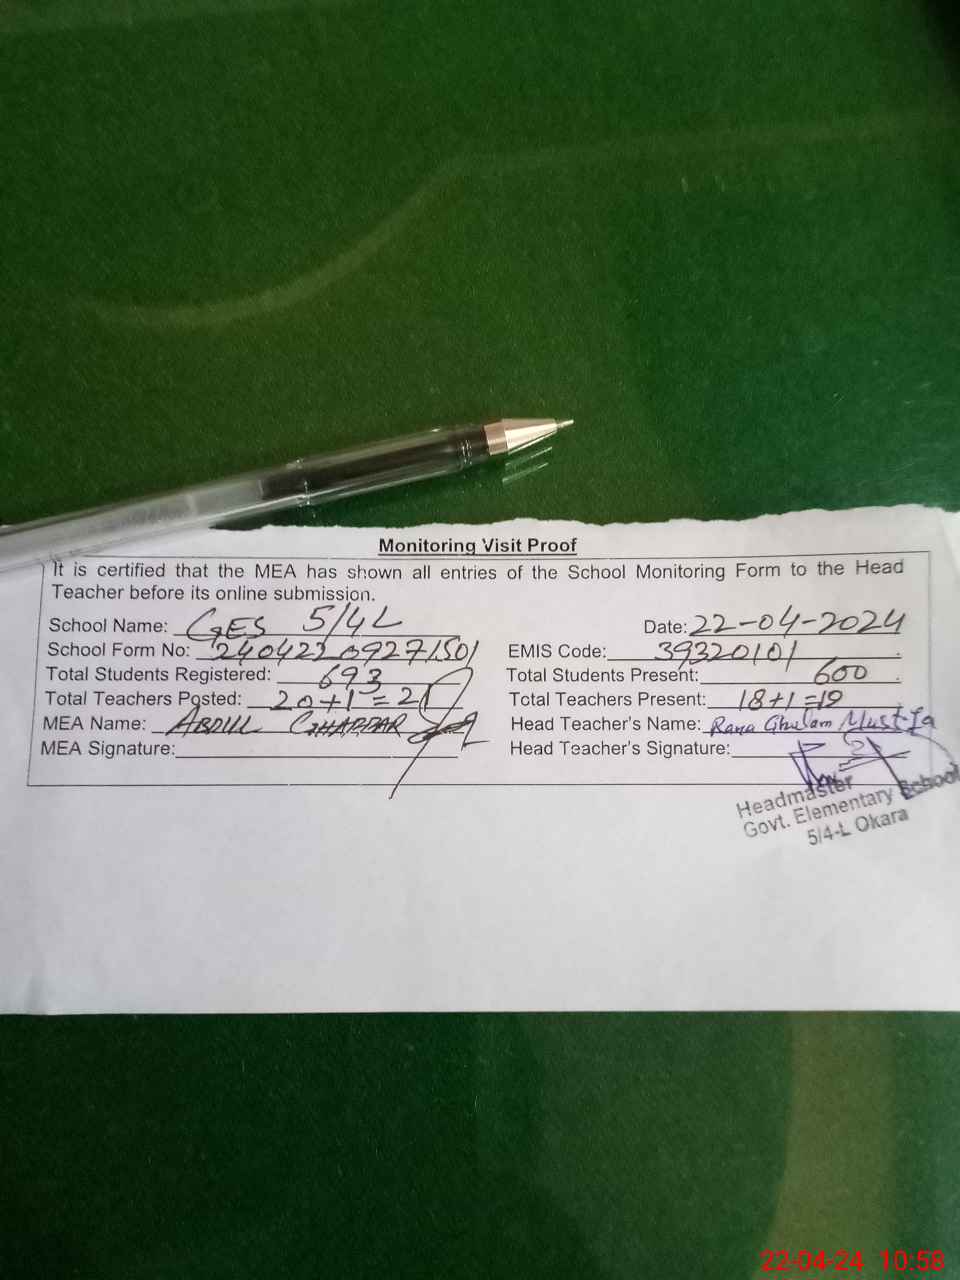 Monitoring Visit Proof
It is certified that the MEA has shown all entries of the School Monitoring Form to the Head
Teacher before its online submission.
School Name: GES 5/4L Date: 22-04-2024
School Form No: EMIS Code: 39320101
Total Students Registered: 693 Total Students Present: 600
Total Teachers Posted: 20+1=21 Total Teachers Present: 18+1=19
MEA Name: ABDUL GHAFFAR Head Teacher's Name: Rana Ghulam Mustafa
MEA Signature: Head Teacher's Signature:
Headmaster
Govt. Elementary School
5/4-L Okara
22-04-24 10:58